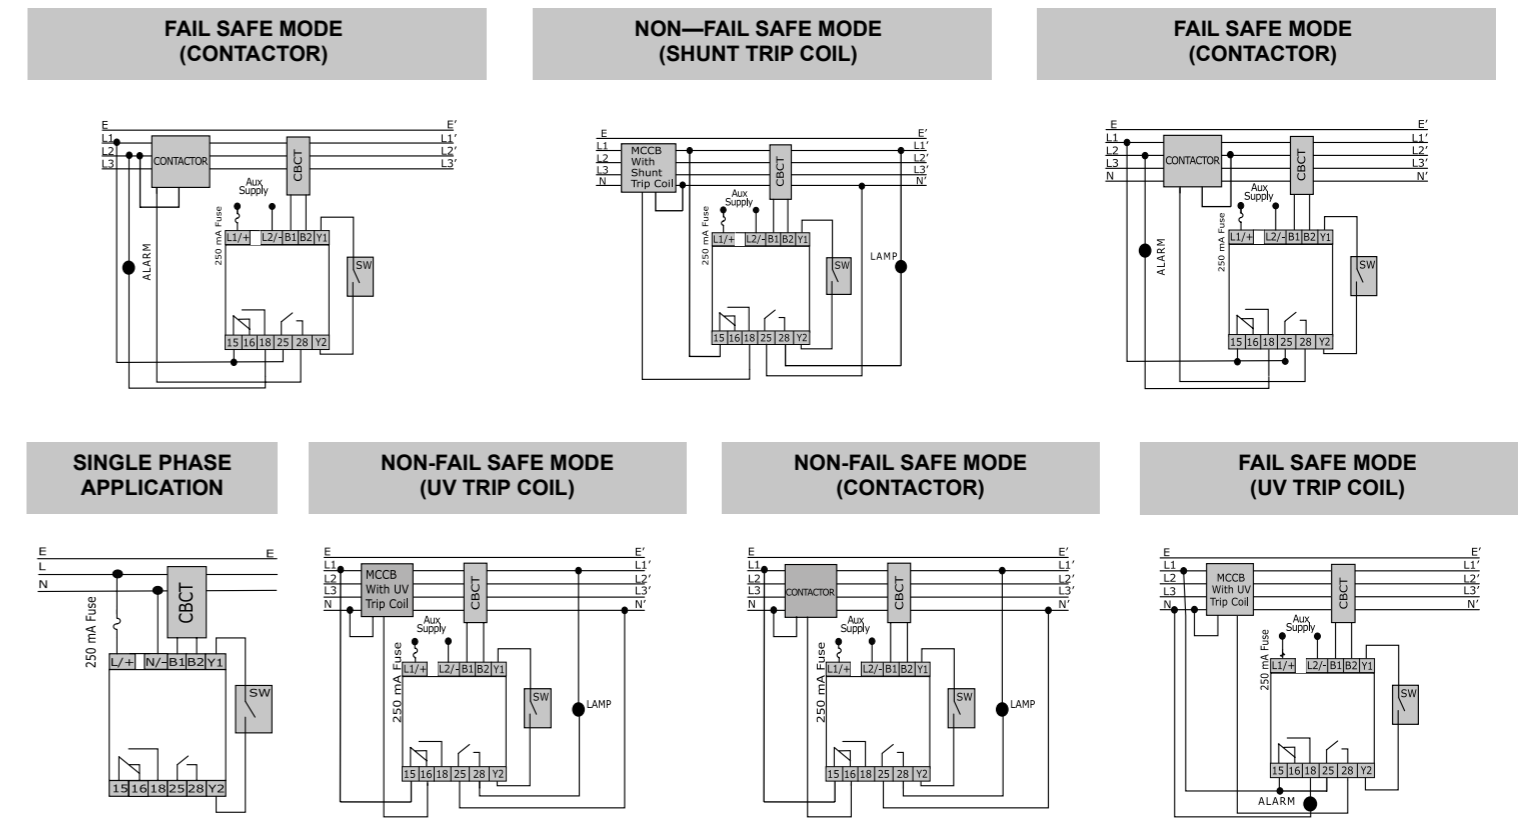 FAIL SAFE MODE
(CONTACTOR)
E E’
L1 L1’
L2 L2’
L3 L3’
CONTACTOR
CBCT
Aux
Supply
250 mA Fuse
L1/+ L2/- B1 B2 Y1
ALARM
SW
15 16 18 25 28 Y2
NON—FAIL SAFE MODE
(SHUNT TRIP COIL)
E E’
L1 L1’
L2 L2’
L3 L3’
N N’
MCCB
With
Shunt
Trip Coil
CBCT
Aux
Supply
250 mA Fuse
L1/+ L2/- B1 B2 Y1
SW
LAMP
15 16 18 25 28 Y2
FAIL SAFE MODE
(CONTACTOR)
E E’
L1 L1’
L2 L2’
L3 L3’
N N’
CONTACTOR
CBCT
Aux
Supply
250 mA Fuse
L1/+ L2/- B1 B2 Y1
ALARM
SW
15 16 18 25 28 Y2
SINGLE PHASE
APPLICATION
E E
L
N
CBCT
250 mA Fuse
L/+ N/- B1 B2 Y1
SW
15 16 18 25 28 Y2
NON-FAIL SAFE MODE
(UV TRIP COIL)
E E’
L1 L1’
L2 L2’
L3 L3’
N N’
MCCB
With UV
Trip Coil
CBCT
Aux
Supply
250 mA Fuse
L1/+ L2/- B1 B2 Y1
SW
LAMP
15 16 18 25 28 Y2
NON-FAIL SAFE MODE
(CONTACTOR)
E E’
L1 L1’
L2 L2’
L3 L3’
N N’
CONTACTOR
CBCT
Aux
Supply
250 mA Fuse
L1/+ L2/- B1 B2 Y1
SW
LAMP
15 16 18 25 28 Y2
FAIL SAFE MODE
(UV TRIP COIL)
E E’
L1 L1’
L2 L2’
L3 L3’
N N’
MCCB
With UV
Trip Coil
CBCT
Aux
Supply
250 mA Fuse
L1/+ L2/- B1 B2 Y1
SW
15 16 18 25 28 Y2
ALARM